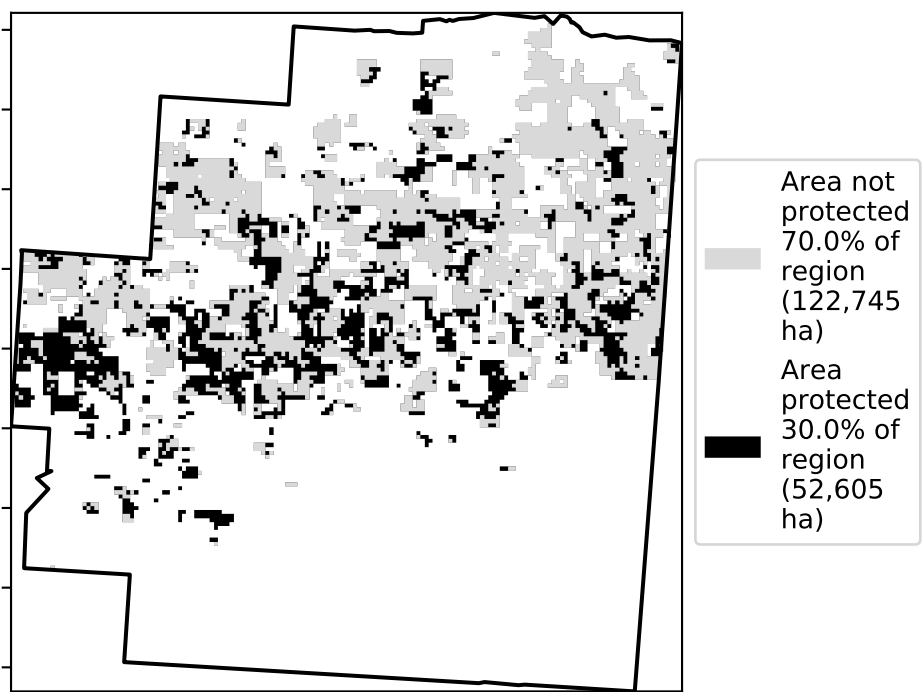 Area not
protected
70.0% of
region
(122,745
ha)
Area
protected
30.0% of
region
(52,605
ha)